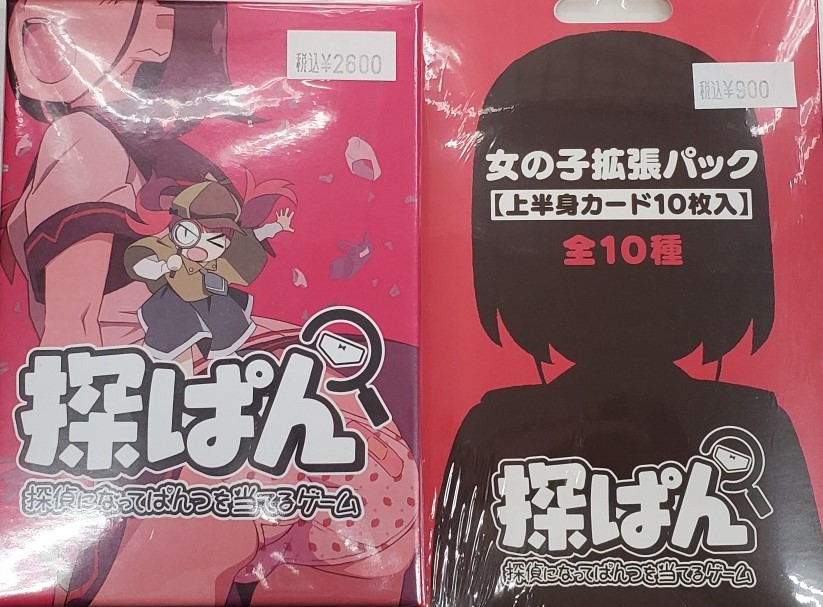 税込¥2600
探ぱん
探偵になってぱんつを当てるゲーム
税込¥900
女の子拡張パック
【上半身カード10枚入】
全10種
探ぱん
探偵になってぱんつを当てるゲーム